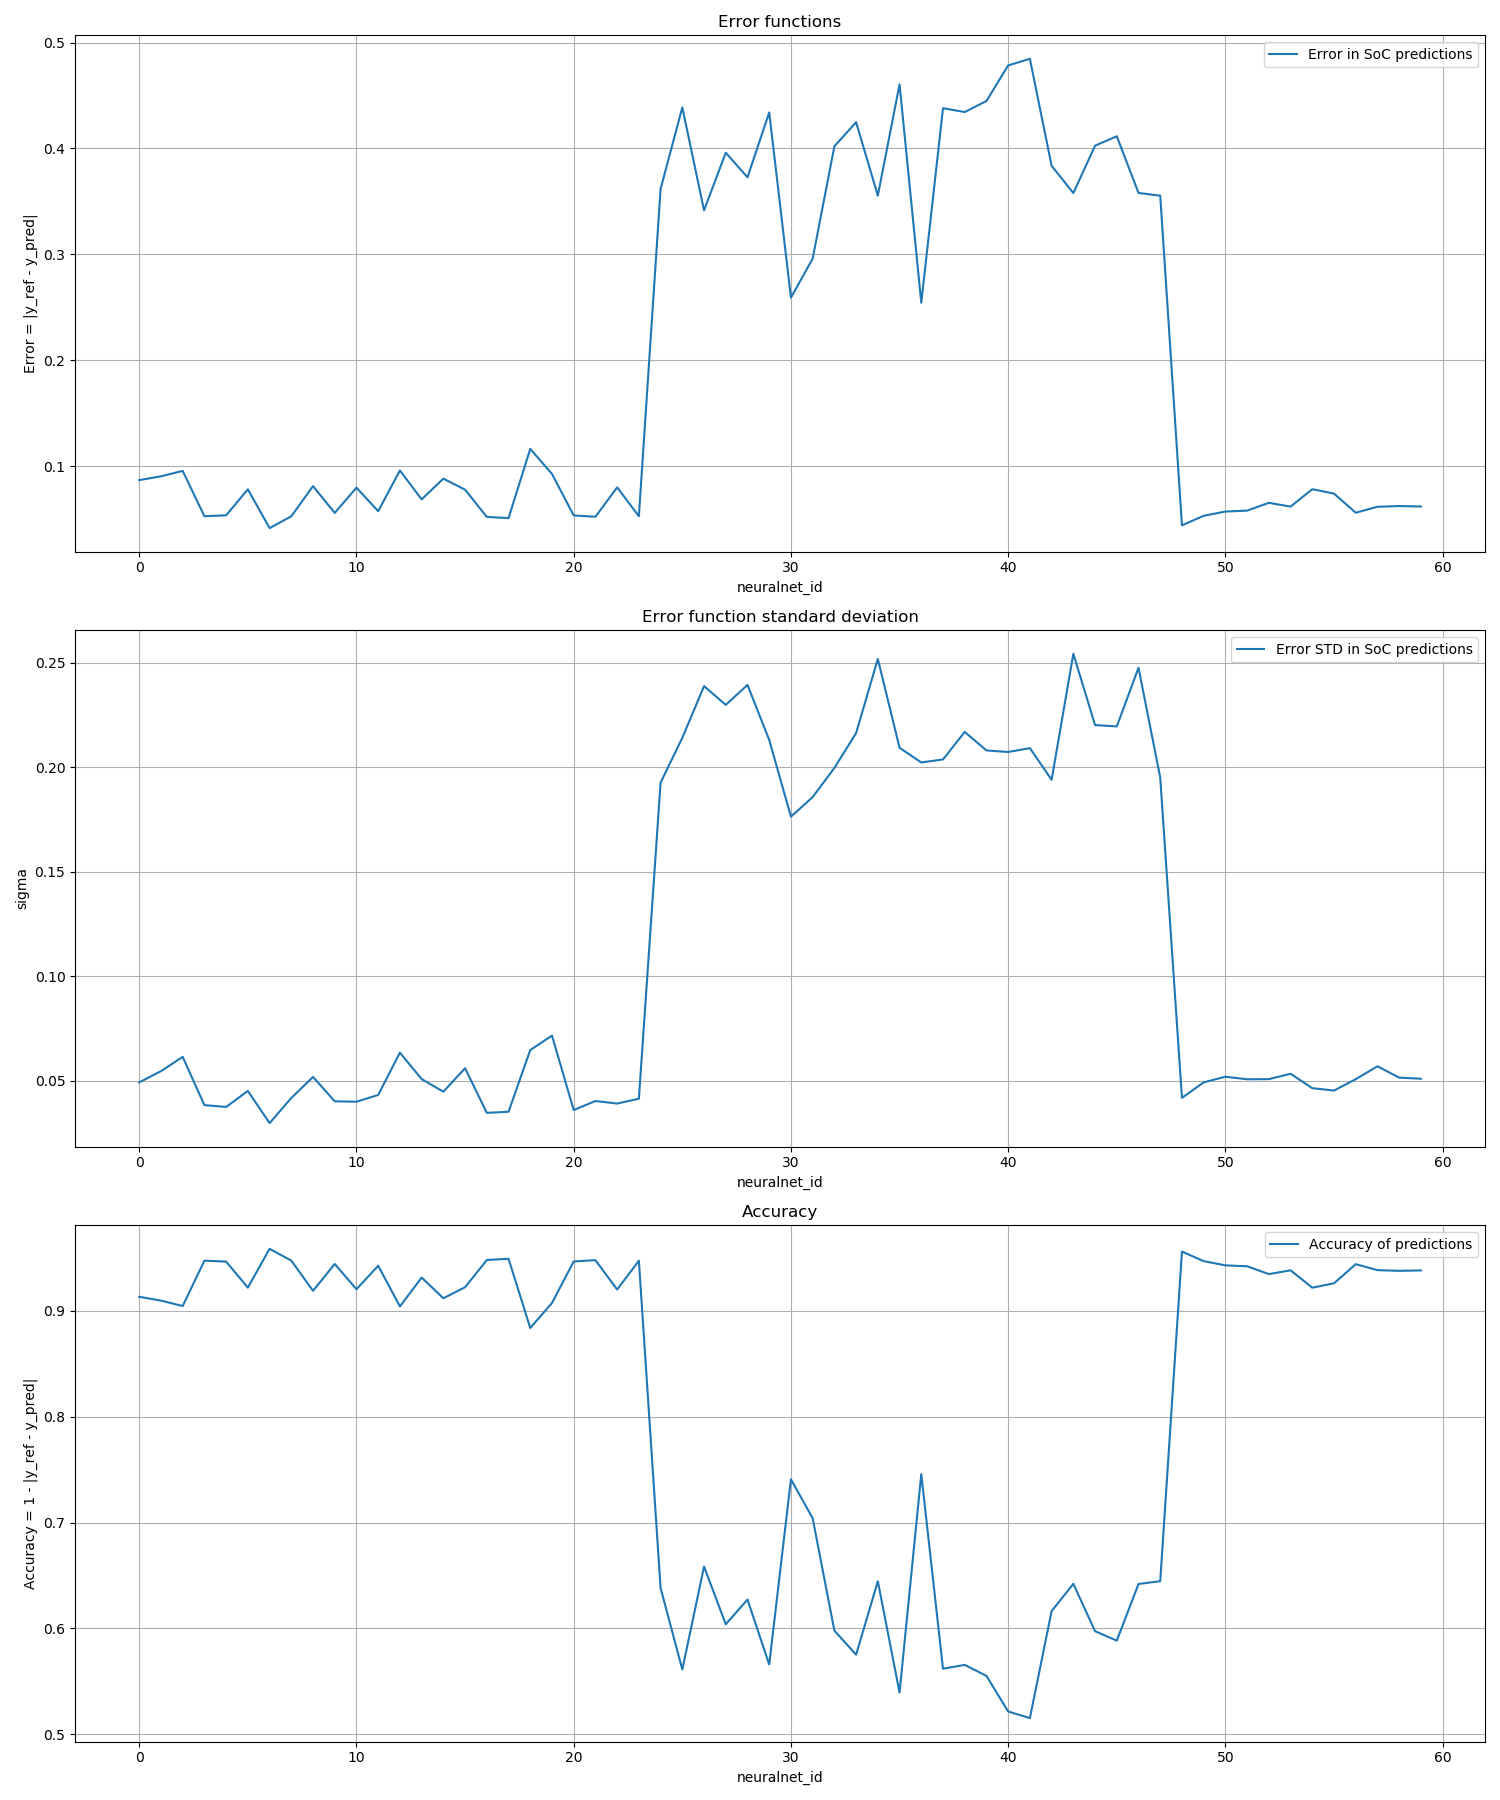 Error functions
Error in SoC predictions
0.5
0.4
0.3
0.2
0.1
Error = |y_ref - y_pred|
0 10 20 30 40 50 60
neuralnet_id
Error function standard deviation
Error STD in SoC predictions
0.25
0.20
0.15
0.10
0.05
sigma
0 10 20 30 40 50 60
neuralnet_id
Accuracy
Accuracy of predictions
0.9
0.8
0.7
0.6
0.5
Accuracy = 1 - |y_ref - y_pred|
0 10 20 30 40 50 60
neuralnet_id